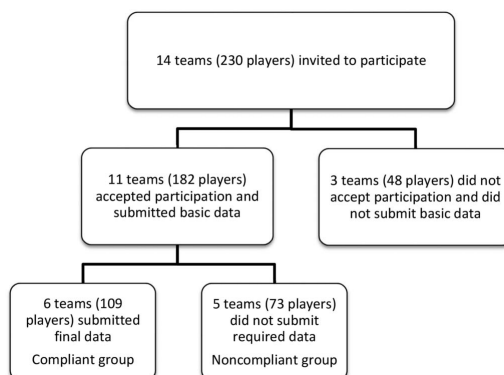 14 teams (230 players) invited to participate
11 teams (182 players)
accepted participation and
submitted basic data
3 teams (48 players) did not
accept participation and did
not submit basic data
6 teams (109
players) submitted
final data
Compliant group
5 teams (73 players)
did not submit
required data
Noncompliant group